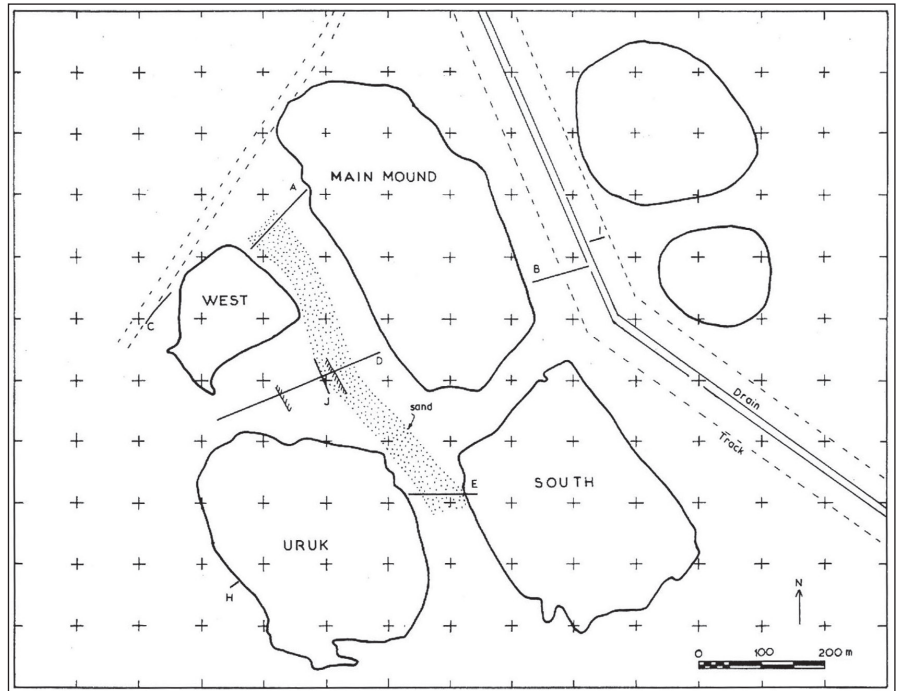 A
MAIN MOUND
I
B
WEST
C
D
J
sand
Drain
Track
E
SOUTH
URUK
H
N
0 100 200 m